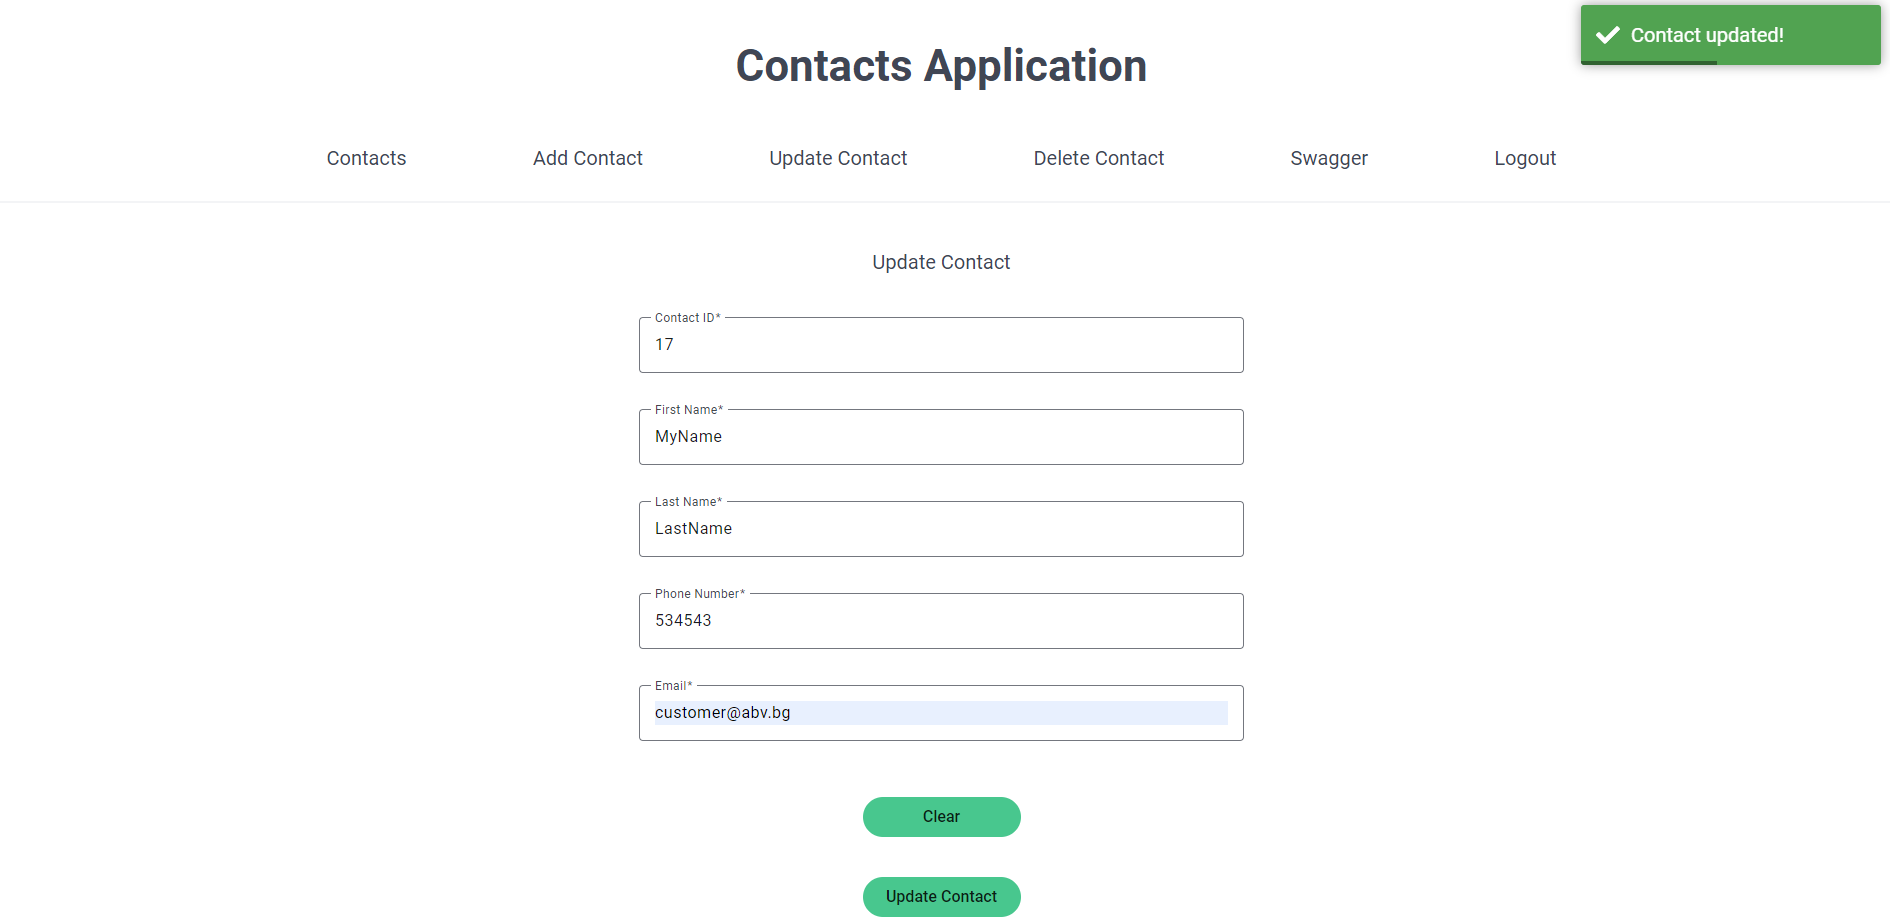 Contact updated!
Contacts Application
Contacts Add Contact Update Contact Delete Contact Swagger Logout
Update Contact
Contact ID*
17
First Name*
MyName
Last Name*
LastName
Phone Number*
534543
Email*
customer@abv.bg
Clear
Update Contact